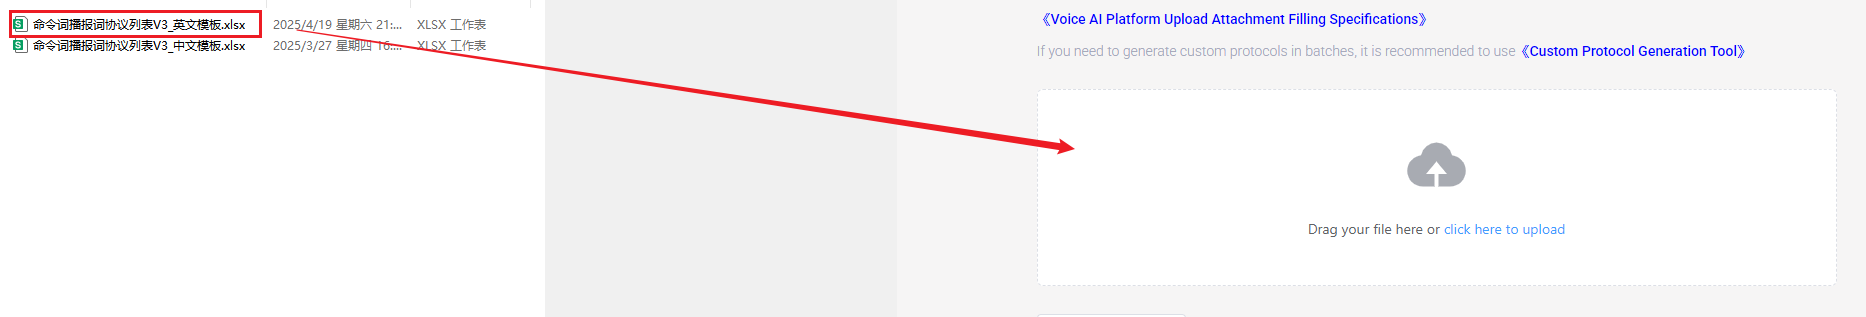 命令词播报词协议列表V3_英文模板.xlsx 2025/4/19 星期六 21:... XLSX 工作表
命令词播报词协议列表V3_中文模板.xlsx 2025/3/27 星期四 16:... XLSX 工作表
《Voice AI Platform Upload Attachment Filling Specifications》
If you need to generate custom protocols in batches, it is recommended to use《Custom Protocol Generation Tool》
Drag your file here or click here to upload